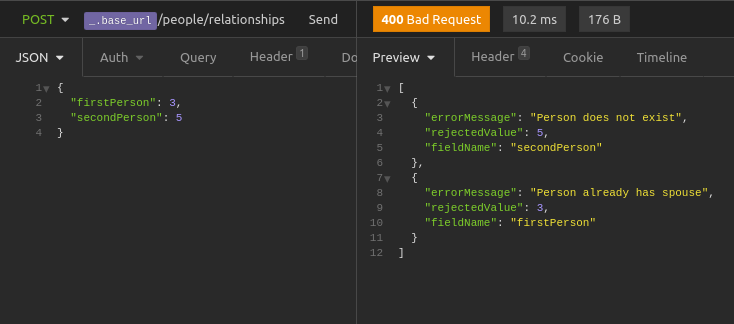 POST _.base_url/people/relationships Send 400 Bad Request 10.2 ms 176 B
JSON Auth Query Header 1 Do Preview Header 4 Cookie Timeline
1 {
2 "firstPerson": 3,
3 "secondPerson": 5
4 }
1 [
2 {
3 "errorMessage": "Person does not exist",
4 "rejectedValue": 5,
5 "fieldName": "secondPerson"
6 },
7 {
8 "errorMessage": "Person already has spouse",
9 "rejectedValue": 3,
10 "fieldName": "firstPerson"
11 }
12 ]